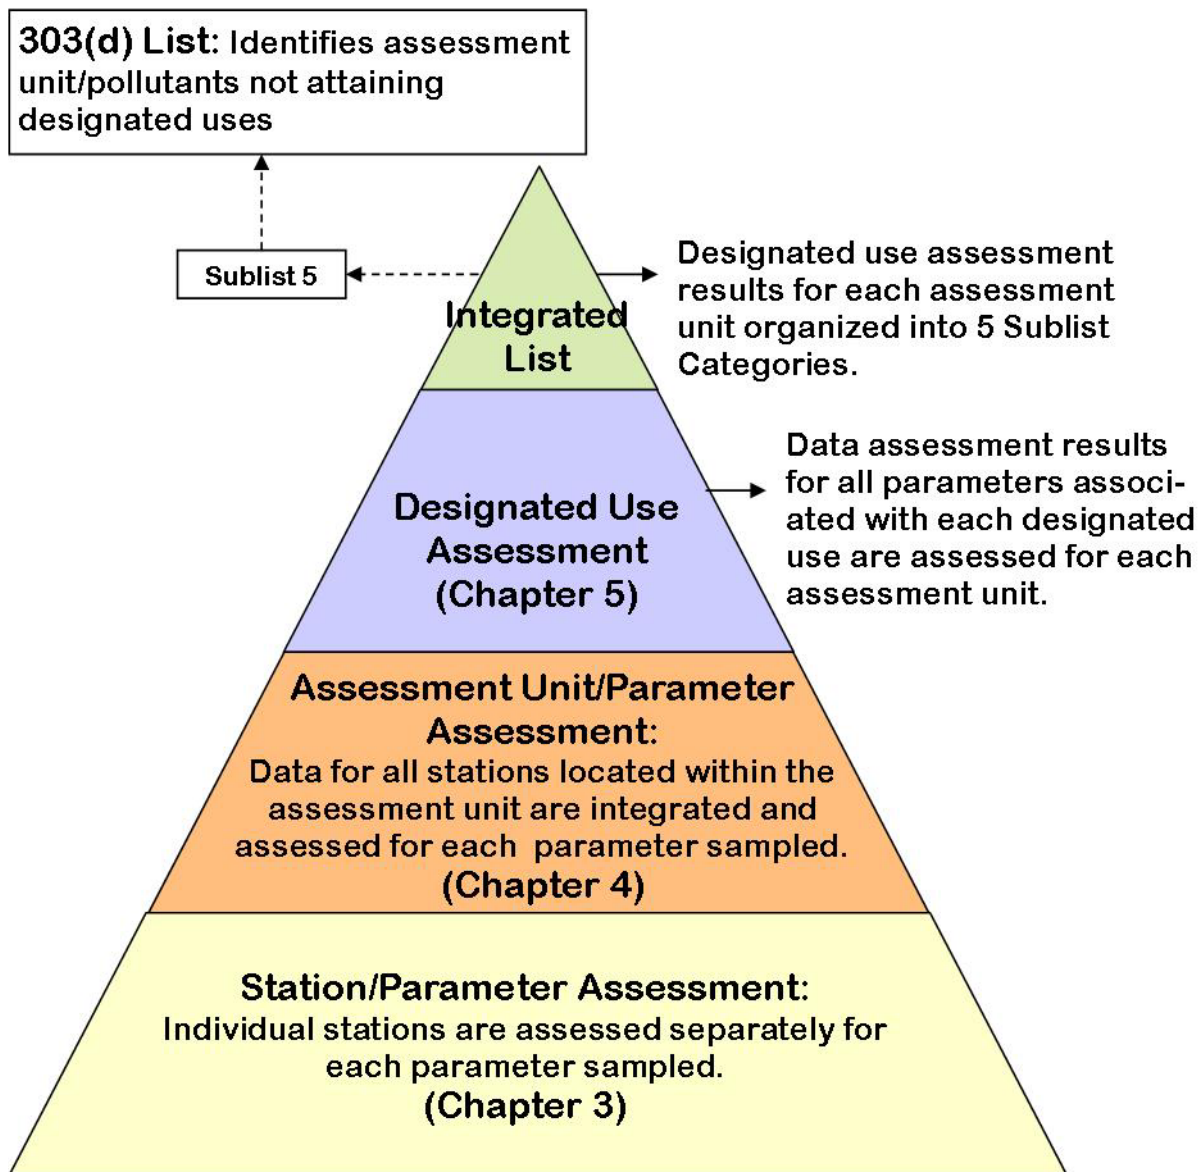 303(d) List: Identifies assessment
unit/pollutants not attaining
designated uses
Sublist 5
Integrated
List
Designated use assessment
results for each assessment
unit organized into 5 Sublist
Categories.
Designated Use
Assessment
(Chapter 5)
Data assessment results
for all parameters associ-
ated with each designated
use are assessed for each
assessment unit.
Assessment Unit/Parameter
Assessment:
Data for all stations located within the
assessment unit are integrated and
assessed for each parameter sampled.
(Chapter 4)
Station/Parameter Assessment:
Individual stations are assessed separately for
each parameter sampled.
(Chapter 3)